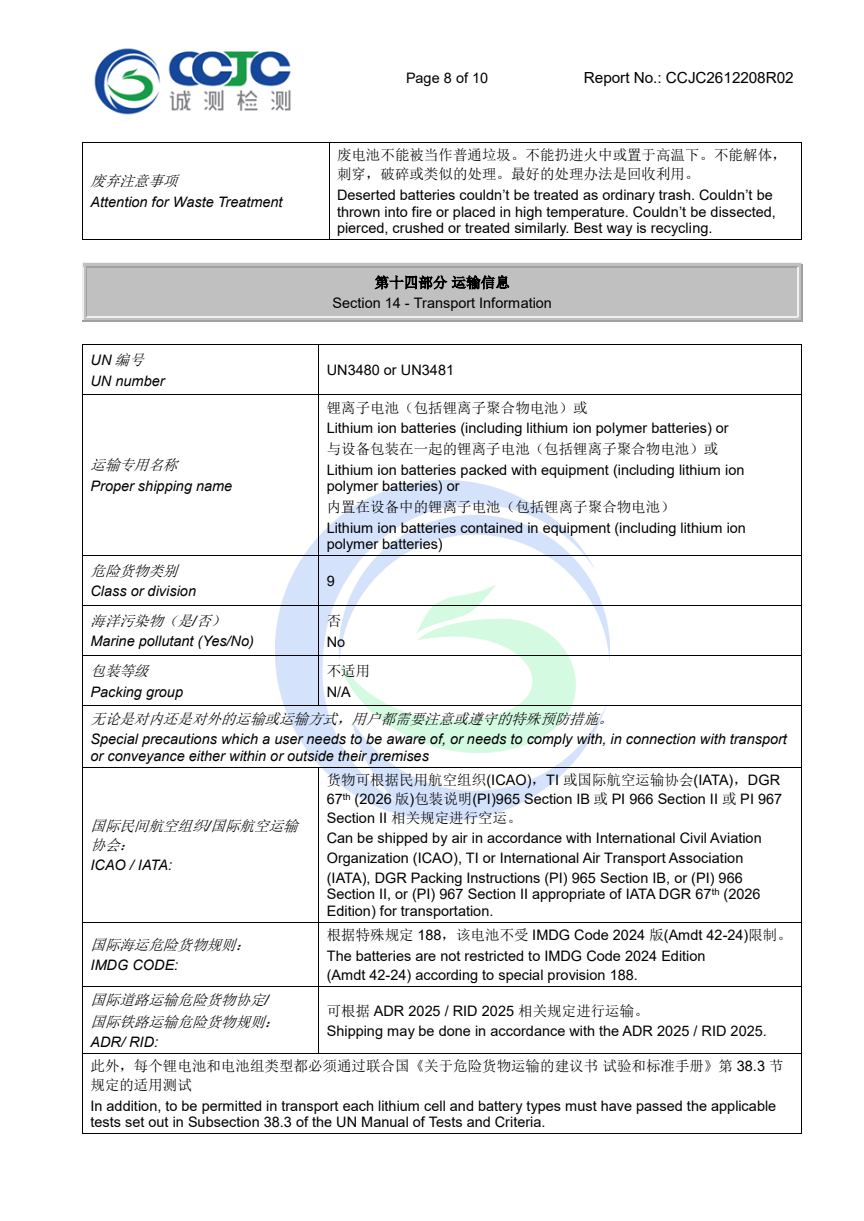 CCJC
诚测检测
Page 8 of 10
Report No.: CCJC2612208R02
废弃注意事项
Attention for Waste Treatment
废电池不能被当作普通垃圾。不能扔进火中或置于高温下。不能解体，
刺穿，破碎或类似的处理。最好的处理办法是回收利用。
Deserted batteries couldn’t be treated as ordinary trash. Couldn’t be
thrown into fire or placed in high temperature. Couldn’t be dissected,
pierced, crushed or treated similarly. Best way is recycling.
第十四部分 运输信息
Section 14 - Transport Information
UN 编号
UN number
UN3480 or UN3481
运输专用名称
Proper shipping name
锂离子电池（包括锂离子聚合物电池）或
Lithium ion batteries (including lithium ion polymer batteries) or
与设备包装在一起的锂离子电池（包括锂离子聚合物电池）或
Lithium ion batteries packed with equipment (including lithium ion
polymer batteries) or
内置在设备中的锂离子电池（包括锂离子聚合物电池）
Lithium ion batteries contained in equipment (including lithium ion
polymer batteries)
危险货物类别
Class or division
9
海洋污染物（是/否）
Marine pollutant (Yes/No)
否
No
包装等级
Packing group
不适用
N/A
无论是对内还是对外的运输或运输方式，用户都需要注意或遵守的特殊预防措施。
Special precautions which a user needs to be aware of, or needs to comply with, in connection with transport
or conveyance either within or outside their premises
国际民间航空组织/国际航空运输
协会：
ICAO / IATA:
货物可根据民用航空组织(ICAO)，TI 或国际航空运输协会(IATA)，DGR
67th (2026 版)包装说明(PI)965 Section IB 或 PI 966 Section II 或 PI 967
Section II 相关规定进行空运。
Can be shipped by air in accordance with International Civil Aviation
Organization (ICAO), TI or International Air Transport Association
(IATA), DGR Packing Instructions (PI) 965 Section IB, or (PI) 966
Section II, or (PI) 967 Section II appropriate of IATA DGR 67th (2026
Edition) for transportation.
国际海运危险货物规则：
IMDG CODE:
根据特殊规定 188，该电池不受 IMDG Code 2024 版(Amdt 42-24)限制。
The batteries are not restricted to IMDG Code 2024 Edition
(Amdt 42-24) according to special provision 188.
国际道路运输危险货物协定/
国际铁路运输危险货物规则：
ADR/ RID:
可根据 ADR 2025 / RID 2025 相关规定进行运输。
Shipping may be done in accordance with the ADR 2025 / RID 2025.
此外，每个锂电池和电池组类型都必须通过联合国《关于危险货物运输的建议书 试验和标准手册》第 38.3 节
规定的适用测试
In addition, to be permitted in transport each lithium cell and battery types must have passed the applicable
tests set out in Subsection 38.3 of the UN Manual of Tests and Criteria.